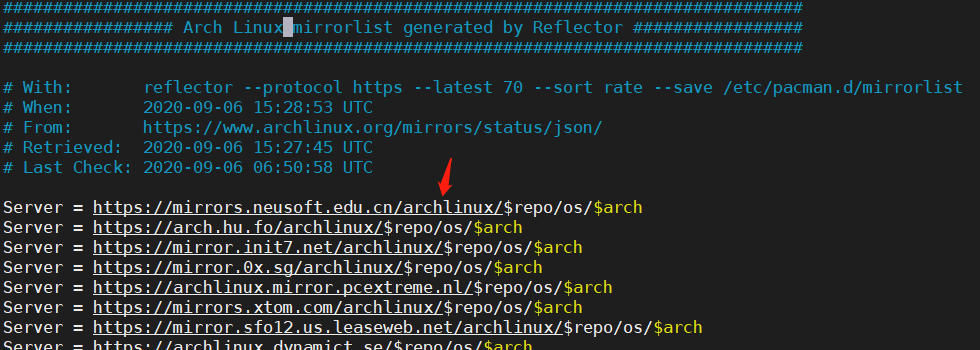 ################################################################################
################# Arch Linux mirrorlist generated by Reflector #################
################################################################################
# With:       reflector --protocol https --latest 70 --sort rate --save /etc/pacman.d/mirrorlist
# When:       2020-09-06 15:28:53 UTC
# From:       https://www.archlinux.org/mirrors/status/json/
# Retrieved:  2020-09-06 15:27:45 UTC
# Last Check: 2020-09-06 06:50:58 UTC
Server = https://mirrors.neusoft.edu.cn/archlinux/$repo/os/$arch
Server = https://arch.hu.fo/archlinux/$repo/os/$arch
Server = https://mirror.init7.net/archlinux/$repo/os/$arch
Server = https://mirror.0x.sg/archlinux/$repo/os/$arch
Server = https://archlinux.mirror.pcextreme.nl/$repo/os/$arch
Server = https://mirrors.xtom.com/archlinux/$repo/os/$arch
Server = https://mirror.sfo12.us.leaseweb.net/archlinux/$repo/os/$arch
Server = https://archlinux.dynamict.se/$repo/os/$arch